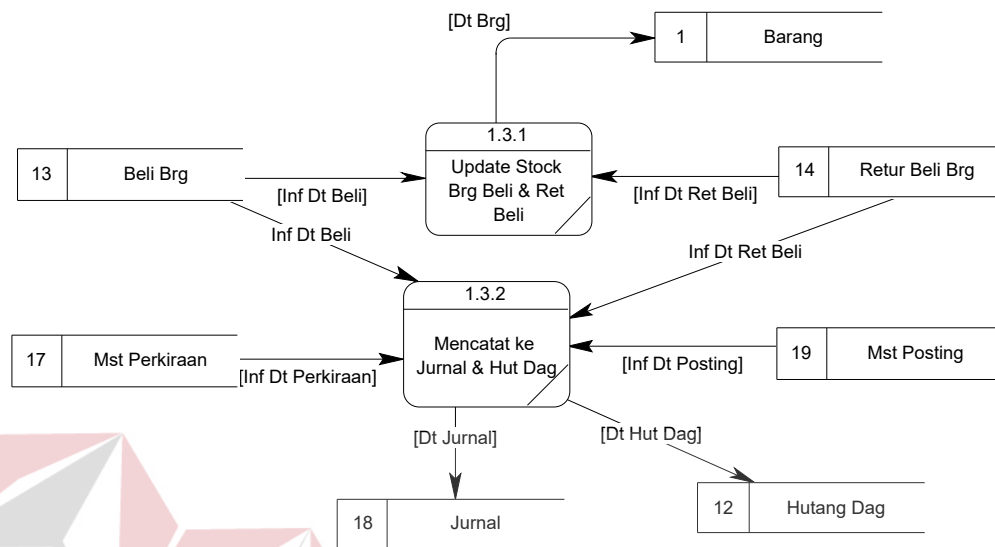 [Dt Brg]
1 Barang
1.3.1
Update Stock
Brg Beli & Ret
Beli
13 Beli Brg
[Inf Dt Beli]
14 Retur Beli Brg
[Inf Dt Ret Beli]
Inf Dt Beli
Inf Dt Ret Beli
1.3.2
Mencatat ke
Jurnal & Hut Dag
17 Mst Perkiraan
[Inf Dt Perkiraan]
19 Mst Posting
[Inf Dt Posting]
[Dt Jurnal]
[Dt Hut Dag]
18 Jurnal
12 Hutang Dag